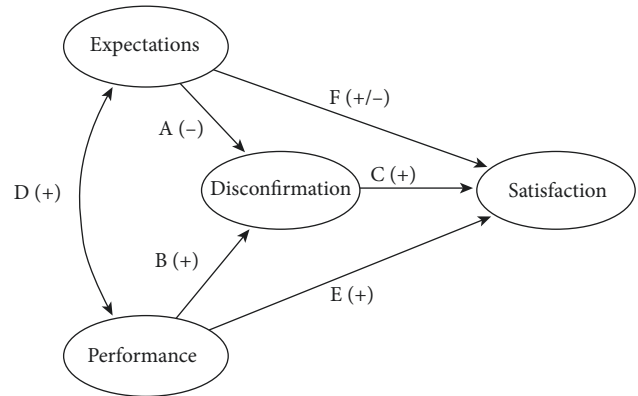 Expectations
F (+/–)
A (–)
C (+)
D (+)
Disconfirmation
Satisfaction
B (+)
E (+)
Performance